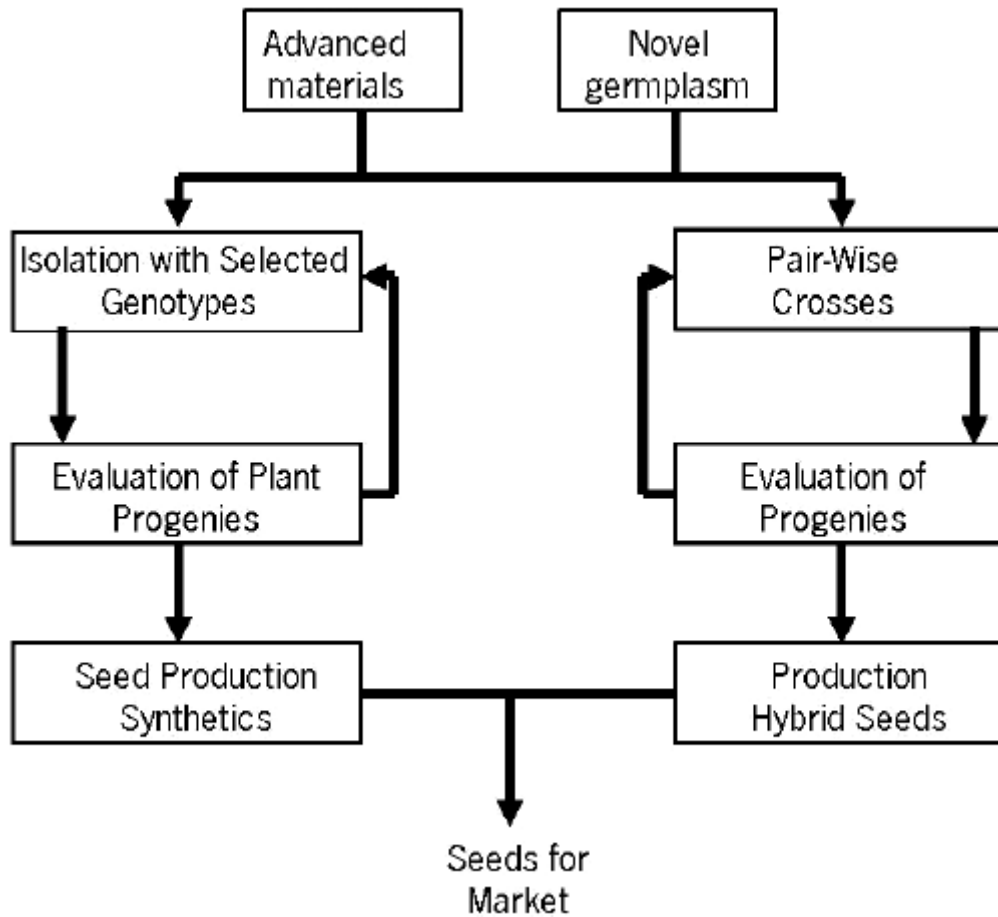 Advanced
materials
Novel
germplasm
Isolation with Selected
Genotypes
Pair-Wise
Crosses
Evaluation of Plant
Progenies
Evaluation of
Progenies
Seed Production
Synthetics
Production
Hybrid Seeds
Seeds for
Market